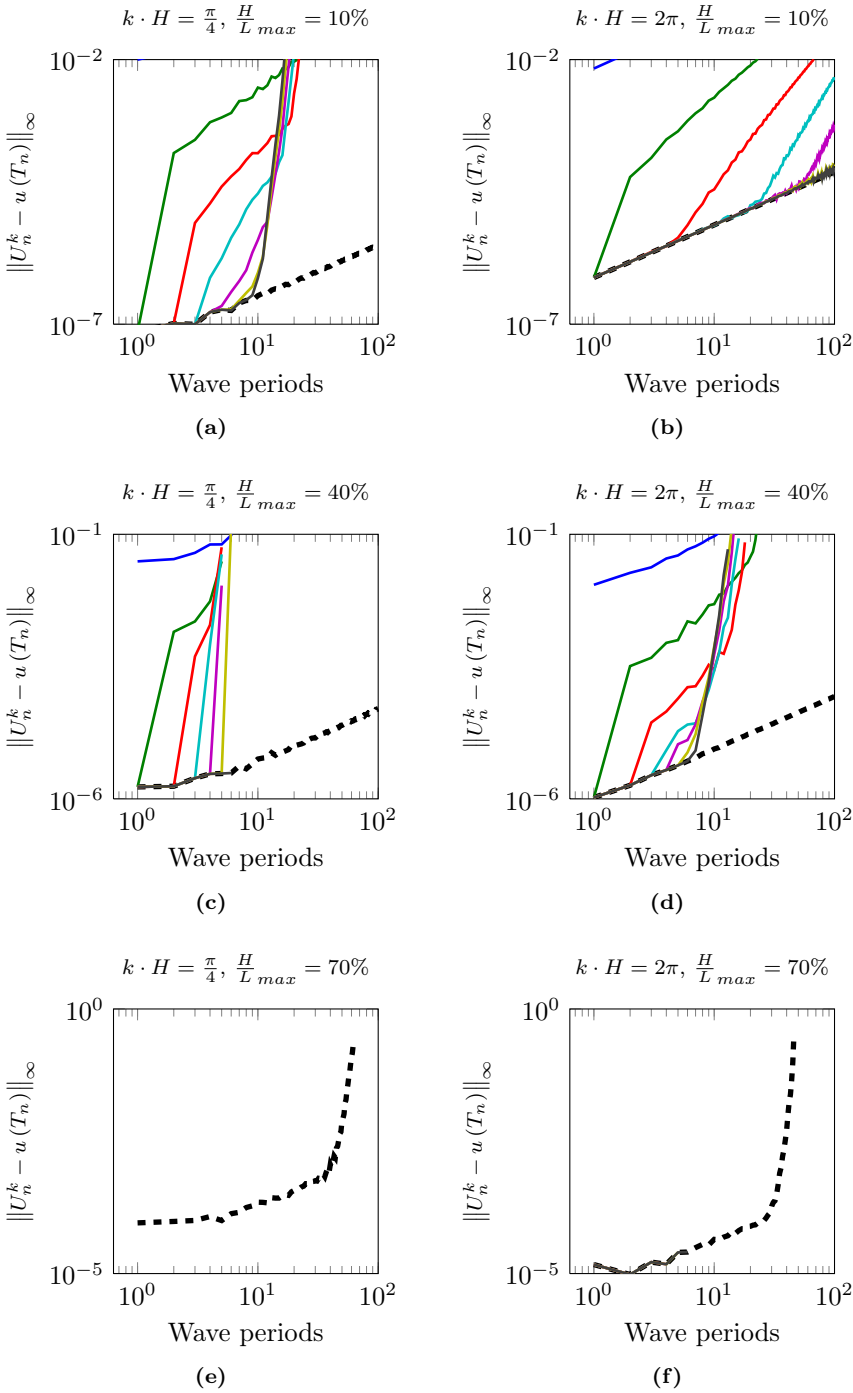 k · H = π/4, H/L max = 10%
k · H = 2π, H/L max = 10%
10^-2
10^-7
‖U_n^k − u (T_n)‖_∞
10^0
10^1
10^2
Wave periods
(a)
10^-2
10^-7
‖U_n^k − u (T_n)‖_∞
10^0
10^1
10^2
Wave periods
(b)
k · H = π/4, H/L max = 40%
k · H = 2π, H/L max = 40%
10^-1
10^-6
‖U_n^k − u (T_n)‖_∞
10^0
10^1
10^2
Wave periods
(c)
10^-1
10^-6
‖U_n^k − u (T_n)‖_∞
10^0
10^1
10^2
Wave periods
(d)
k · H = π/4, H/L max = 70%
k · H = 2π, H/L max = 70%
10^0
10^-5
‖U_n^k − u (T_n)‖_∞
10^0
10^1
10^2
Wave periods
(e)
10^0
10^-5
‖U_n^k − u (T_n)‖_∞
10^0
10^1
10^2
Wave periods
(f)